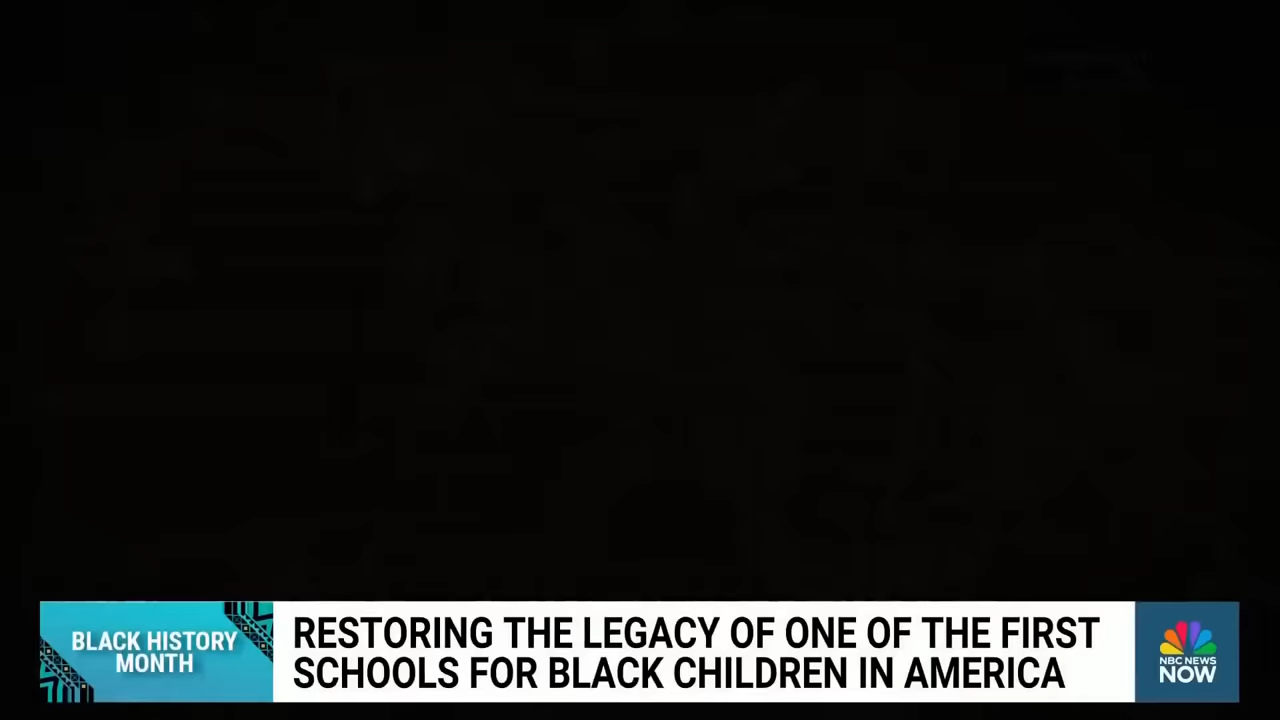 BLACK HISTORY
MONTH
RESTORING THE LEGACY OF ONE OF THE FIRST
SCHOOLS FOR BLACK CHILDREN IN AMERICA
NBC NEWS
NOW